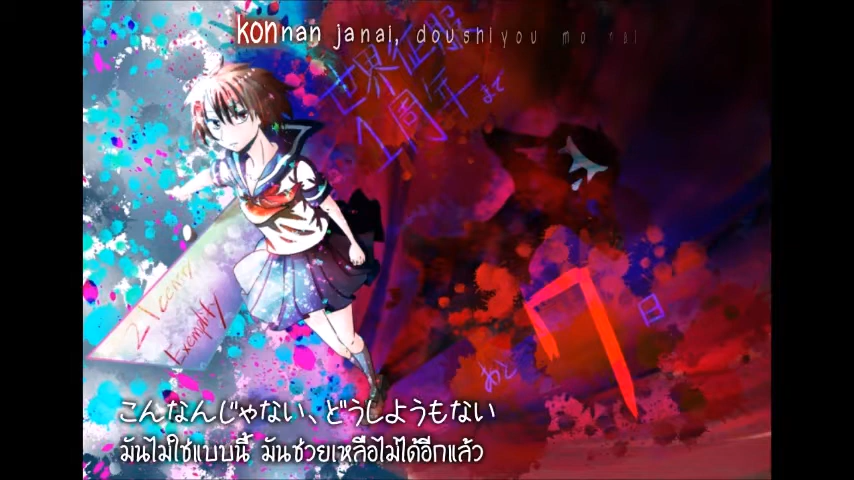 konnan janai, doushiyou mo nai
世界征服
1周年まで
21century
Exemplify
あと
7日
こんなんじゃない、どうしようもない
มันไม่ใช่แบบนี้ มันช่วยเหลือไม่ได้อีกแล้ว